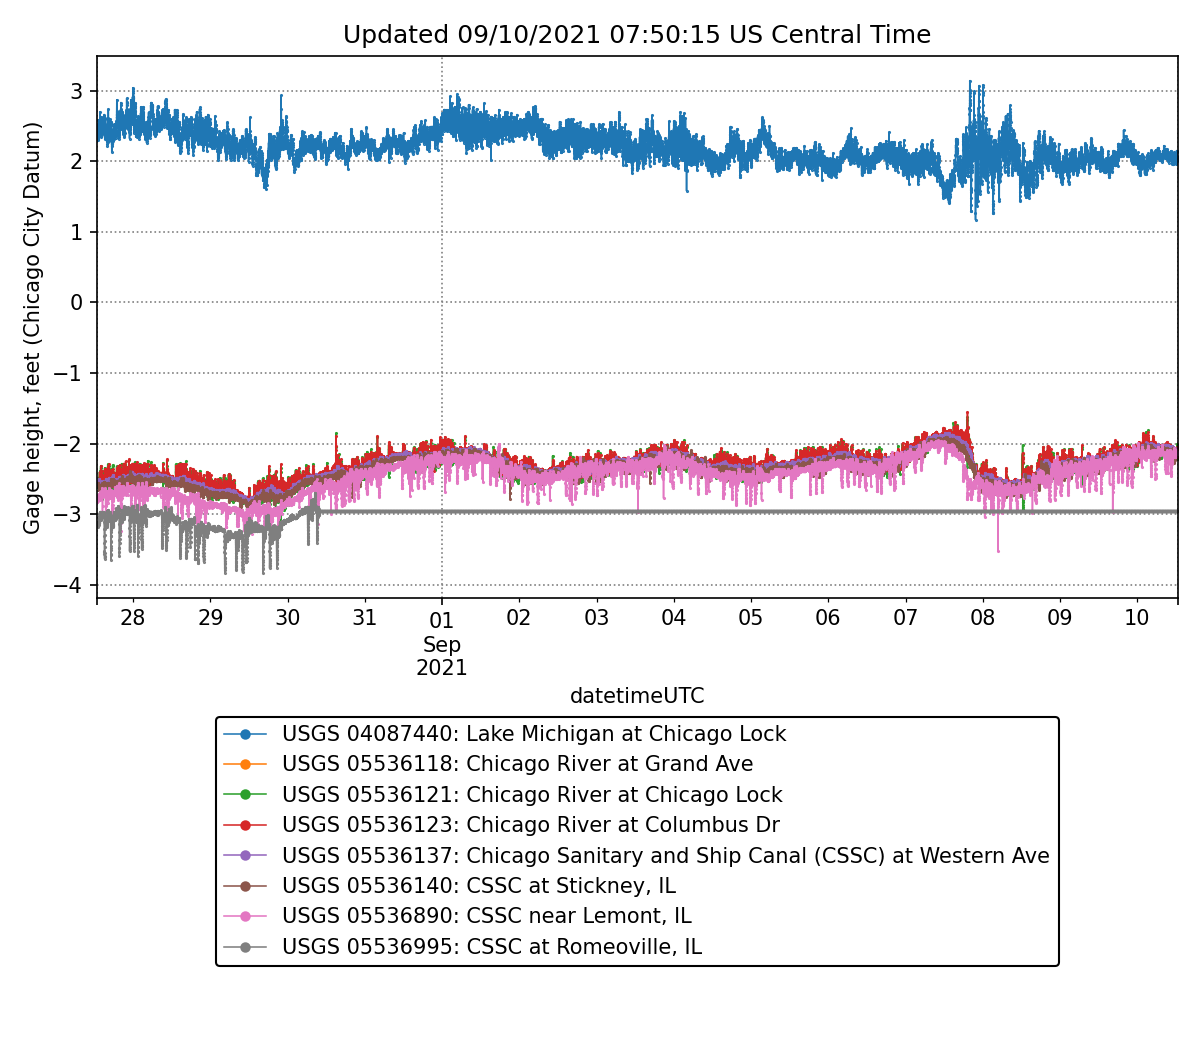 Updated 09/10/2021 07:50:15 US Central Time
Gage height, feet (Chicago City Datum)
3
2
1
0
−1
−2
−3
−4
28 29 30 31 01 02 03 04 05 06 07 08 09 10
Sep
2021
datetimeUTC
USGS 04087440: Lake Michigan at Chicago Lock
USGS 05536118: Chicago River at Grand Ave
USGS 05536121: Chicago River at Chicago Lock
USGS 05536123: Chicago River at Columbus Dr
USGS 05536137: Chicago Sanitary and Ship Canal (CSSC) at Western Ave
USGS 05536140: CSSC at Stickney, IL
USGS 05536890: CSSC near Lemont, IL
USGS 05536995: CSSC at Romeoville, IL